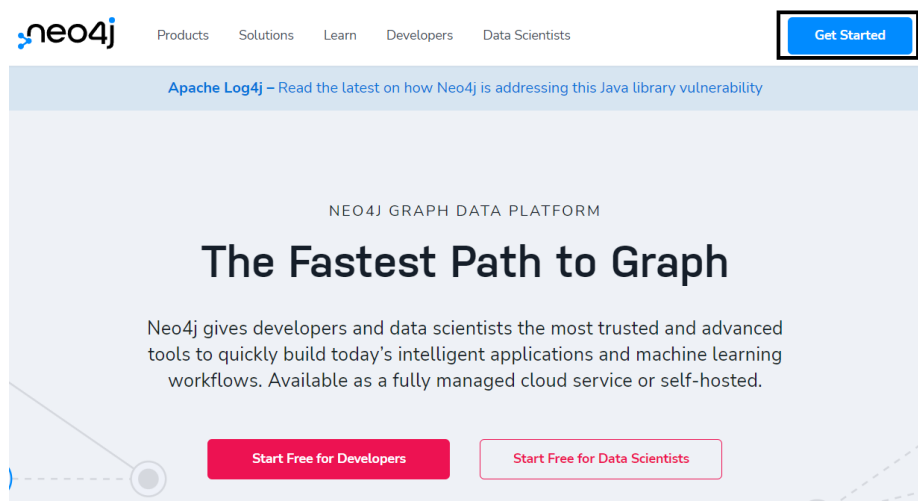 neo4j Products Solutions Learn Developers Data Scientists Get Started
Apache Log4j – Read the latest on how Neo4j is addressing this Java library vulnerability
NEO4J GRAPH DATA PLATFORM
The Fastest Path to Graph
Neo4j gives developers and data scientists the most trusted and advanced
tools to quickly build today’s intelligent applications and machine learning
workflows. Available as a fully managed cloud service or self-hosted.
Start Free for Developers Start Free for Data Scientists